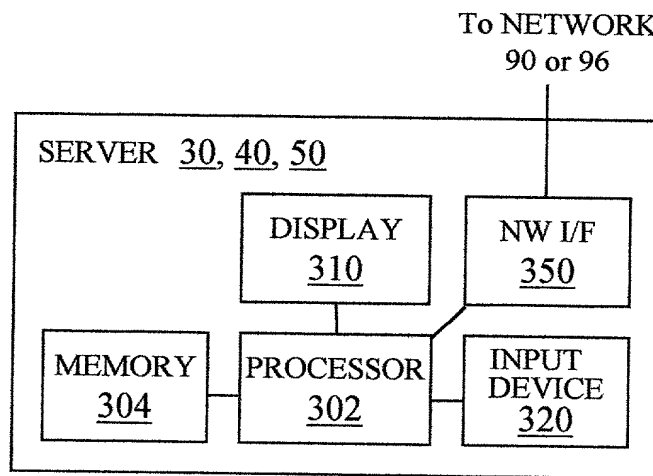 To NETWORK
90 or 96
SERVER 30, 40, 50
DISPLAY
310
NW I/F
350
MEMORY
304
PROCESSOR
302
INPUT
DEVICE
320